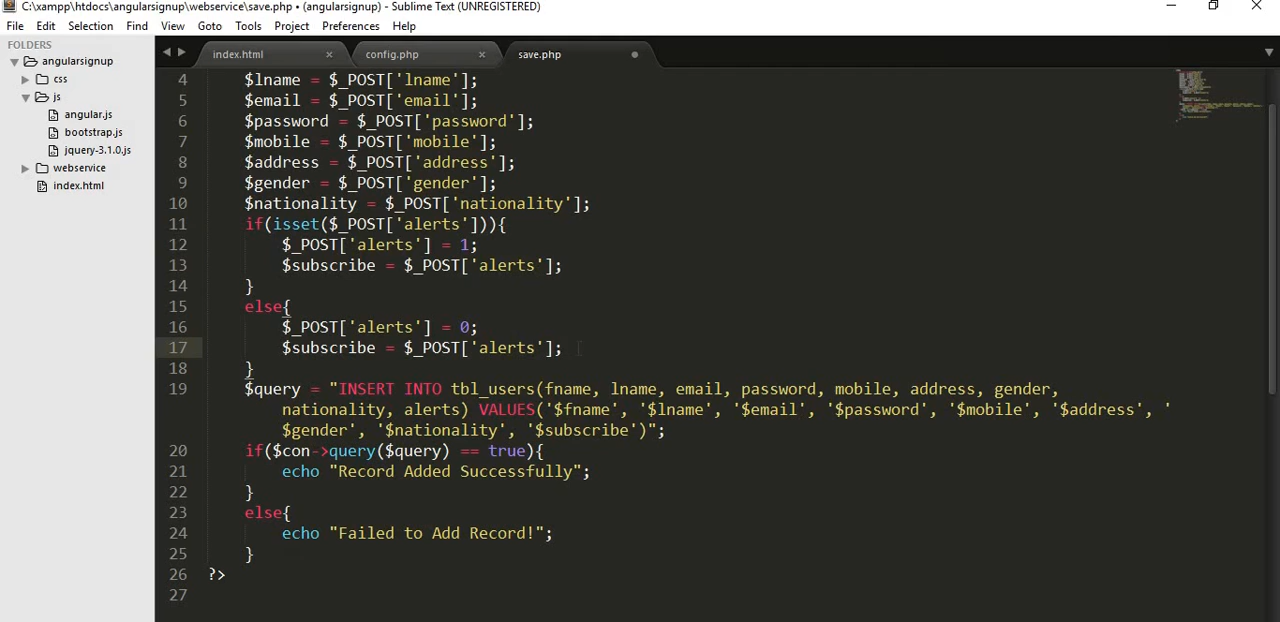 C:\xampp\htdocs\angularsignup\webservice\save.php • (angularsignup) - Sublime Text (UNREGISTERED)
File Edit Selection Find View Goto Tools Project Preferences Help
FOLDERS
angularsignup
css
js
angular.js
bootstrap.js
jquery-3.1.0.js
webservice
index.html
index.html × config.php × save.php
4 $lname = $_POST['lname'];
5 $email = $_POST['email'];
6 $password = $_POST['password'];
7 $mobile = $_POST['mobile'];
8 $address = $_POST['address'];
9 $gender = $_POST['gender'];
10 $nationality = $_POST['nationality'];
11 if(isset($_POST['alerts'])){
12 $_POST['alerts'] = 1;
13 $subscribe = $_POST['alerts'];
14 }
15 else{
16 $_POST['alerts'] = 0;
17 $subscribe = $_POST['alerts'];
18 }
19 $query = "INSERT INTO tbl_users(fname, lname, email, password, mobile, address, gender,
nationality, alerts) VALUES('$fname', '$lname', '$email', '$password', '$mobile', '$address', '
$gender', '$nationality', '$subscribe')";
20 if($con->query($query) == true){
21 echo "Record Added Successfully";
22 }
23 else{
24 echo "Failed to Add Record!";
25 }
26 ?>
27